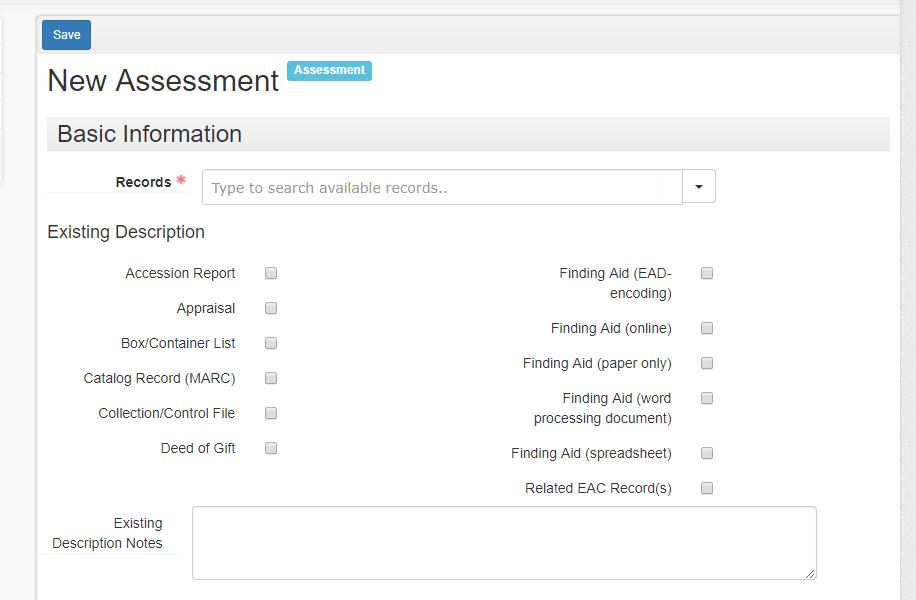 Save
New Assessment Assessment
Basic Information
Records *
Type to search available records..
Existing Description
Accession Report
Appraisal
Box/Container List
Catalog Record (MARC)
Collection/Control File
Deed of Gift
Finding Aid (EAD-
encoding)
Finding Aid (online)
Finding Aid (paper only)
Finding Aid (word
processing document)
Finding Aid (spreadsheet)
Related EAC Record(s)
Existing
Description Notes